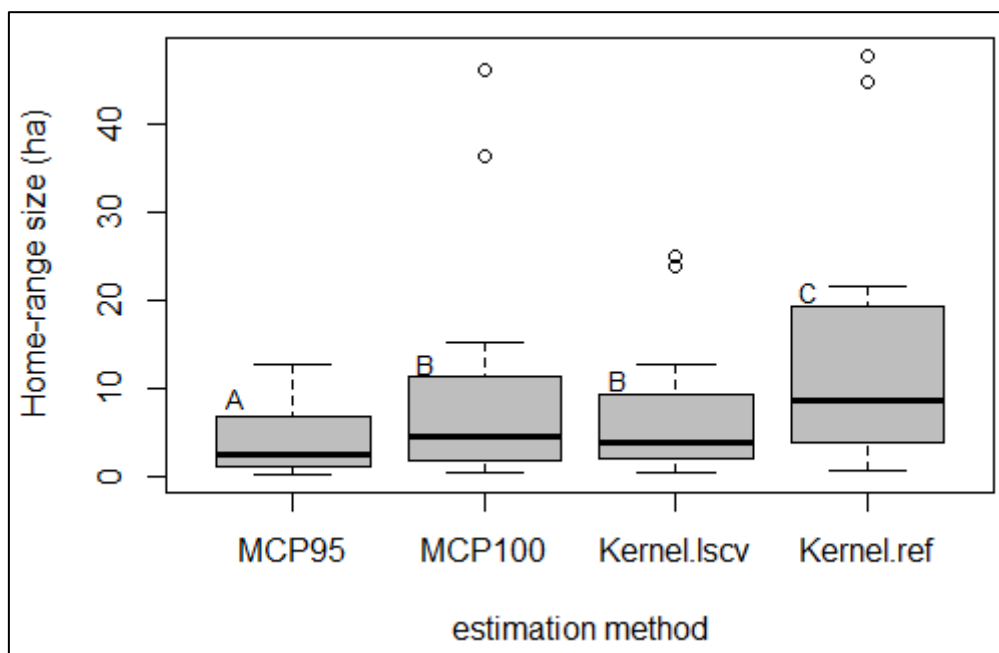 Home-range size (ha)
40
30
20
10
0
A
B
B
C
MCP95 MCP100 Kernel.lscv Kernel.ref
estimation method